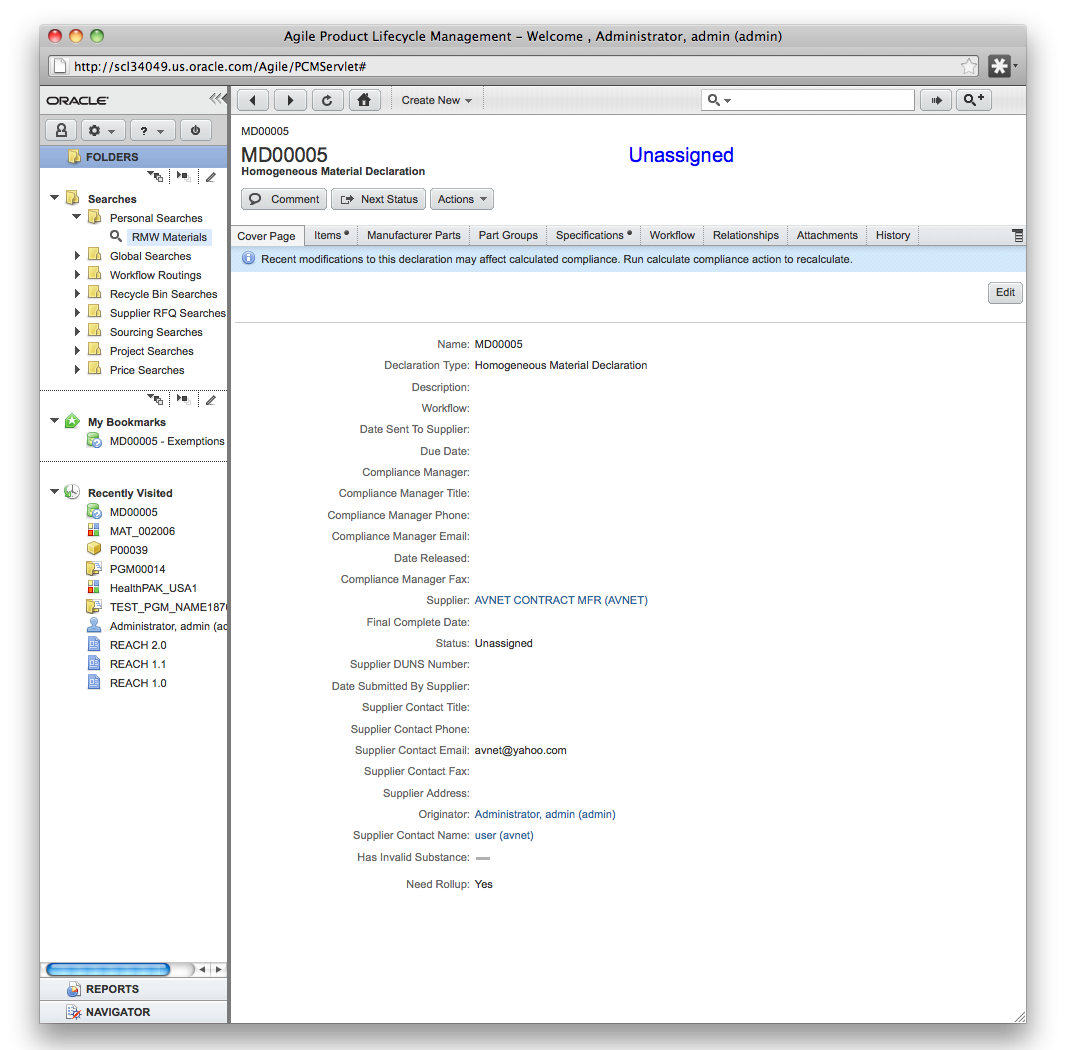 Agile Product Lifecycle Management – Welcome , Administrator, admin (admin)
http://scl34049.us.oracle.com/Agile/PCMServlet#
ORACLE
Create New
?
FOLDERS
Searches
Personal Searches
RMW Materials
Global Searches
Workflow Routings
Recycle Bin Searches
Supplier RFQ Searches
Sourcing Searches
Project Searches
Price Searches
My Bookmarks
MD00005 - Exemptions
Recently Visited
MD00005
MAT_002006
P00039
PGM00014
HealthPAK_USA1
TEST_PGM_NAME187
Administrator, admin (ad
REACH 2.0
REACH 1.1
REACH 1.0
REPORTS
NAVIGATOR
MD00005
MD00005
Unassigned
Homogeneous Material Declaration
Comment Next Status Actions
Cover Page Items Manufacturer Parts Part Groups Specifications Workflow Relationships Attachments History
Recent modifications to this declaration may affect calculated compliance. Run calculate compliance action to recalculate.
Edit
Name: MD00005
Declaration Type: Homogeneous Material Declaration
Description:
Workflow:
Date Sent To Supplier:
Due Date:
Compliance Manager:
Compliance Manager Title:
Compliance Manager Phone:
Compliance Manager Email:
Date Released:
Compliance Manager Fax:
Supplier: AVNET CONTRACT MFR (AVNET)
Final Complete Date:
Status: Unassigned
Supplier DUNS Number:
Date Submitted By Supplier:
Supplier Contact Title:
Supplier Contact Phone:
Supplier Contact Email: avnet@yahoo.com
Supplier Contact Fax:
Supplier Address:
Originator: Administrator, admin (admin)
Supplier Contact Name: user (avnet)
Has Invalid Substance:
Need Rollup: Yes